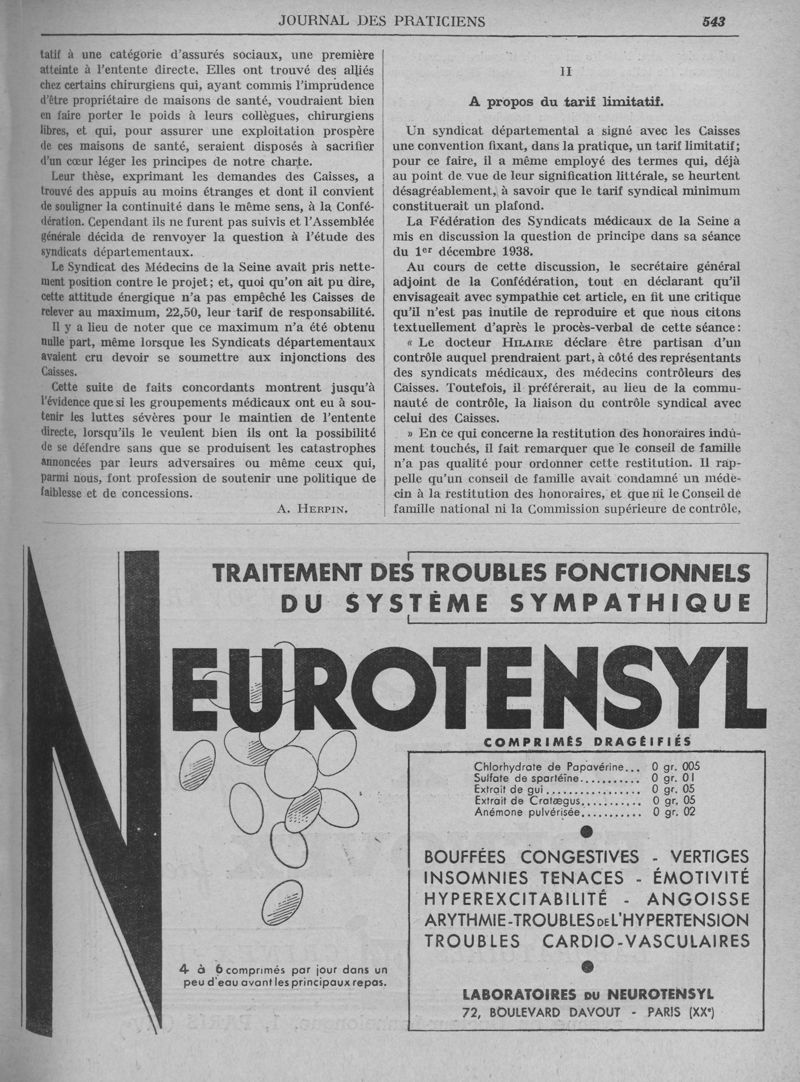 JOURNAL DES PRATICIENS 543
tatif à une catégorie d'assurés sociaux, une première
atteinte à l'entente directe. Elles ont trouvé des alliés
chez certains chirurgiens qui, ayant commis l'imprudence
d'être propriétaire de maisons de santé, voudraient bien
en faire porter le poids à leurs collègues, chirurgiens
libres, et qui, pour assurer une exploitation prospère
de ces maisons de santé, seraient disposés à sacrifier
d'un cœur léger les principes de notre charte.
Leur thèse, exprimant les demandes des Caisses, a
trouvé des appuis au moins étranges et dont il convient
de souligner la continuité dans le même sens, à la Confé-
dération. Cependant ils ne furent pas suivis et l'Assemblée
générale décida de renvoyer la question à l'étude des
syndicats départementaux.
Le Syndicat des Médecins de la Seine avait pris nette-
ment position contre le projet; et, quoi qu'on ait pu dire,
cette attitude énergique n'a pas empêché les Caisses de
relever au maximum, 22,50, leur tarif de responsabilité.
Il y a lieu de noter que ce maximum n'a été obtenu
nulle part, même lorsque les Syndicats départementaux
avaient cru devoir se soumettre aux injonctions des
Caisses.
Cette suite de faits concordants montrent jusqu'à
l'évidence que si les groupements médicaux ont eu à sou-
tenir les luttes sévères pour le maintien de l'entente
directe, lorsqu'ils le veulent bien ils ont la possibilité
de se défendre sans que se produisent les catastrophes
annoncées par leurs adversaires ou même ceux qui,
parmi nous, font profession de soutenir une politique de
faiblesse et de concessions.
A. HERPIN.
II
A propos du tarif limitatif.
Un syndicat départemental a signé avec les Caisses
une convention fixant, dans la pratique, un tarif limitatif;
pour ce faire, il a même employé des termes qui, déjà
au point de vue de leur signification littérale, se heurtent
désagréablement, à savoir que le tarif syndical minimum
constituerait un plafond.
La Fédération des Syndicats médicaux de la Seine a
mis en discussion la question de principe dans sa séance
du 1er décembre 1938.
Au cours de cette discussion, le secrétaire général
adjoint de la Confédération, tout en déclarant qu'il
envisageait avec sympathie cet article, en fit une critique
qu'il n'est pas inutile de reproduire et que nous citons
textuellement d'après le procès-verbal de cette séance:
« Le docteur HILAIRE déclare être partisan d'un
contrôle auquel prendraient part, à côté des représentants
des syndicats médicaux, des médecins contrôleurs des
Caisses. Toutefois, il préférerait, au lieu de la commu-
nauté de contrôle, la liaison du contrôle syndical avec
celui des Caisses.
» En ce qui concerne la restitution des honoraires indû-
ment touchés, il fait remarquer que le conseil de famille
n'a pas qualité pour ordonner cette restitution. Il rap-
pelle qu'un conseil de famille avait condamné un méde-
cin à la restitution des honoraires, et que ni le Conseil de
famille national ni la Commission supérieure de contrôle,
TRAITEMENT DES TROUBLES FONCTIONNELS
DU SYSTÈME SYMPATHIQUE
NEUROTENSYL
COMPRIMÉS DRAGÉIFIÉS
Chlorhydrate de Papavérine... 0 gr. 005
Sulfate de spartéïne........... 0 gr. 01
Extrait de gui................. 0 gr. 05
Extrait de Cratægus........... 0 gr. 05
Anémone pulvérisée........... 0 gr. 02
BOUFFÉES CONGESTIVES - VERTIGES
INSOMNIES TENACES - ÉMOTIVITÉ
HYPEREXCITABILITÉ - ANGOISSE
ARYTHMIE-TROUBLES DE L'HYPERTENSION
TROUBLES CARDIO-VASCULAIRES
4 à 6 comprimés par jour dans un
peu d'eau avant les principaux repas.
LABORATOIRES DU NEUROTENSYL
72, BOULEVARD DAVOUT - PARIS (XXe)